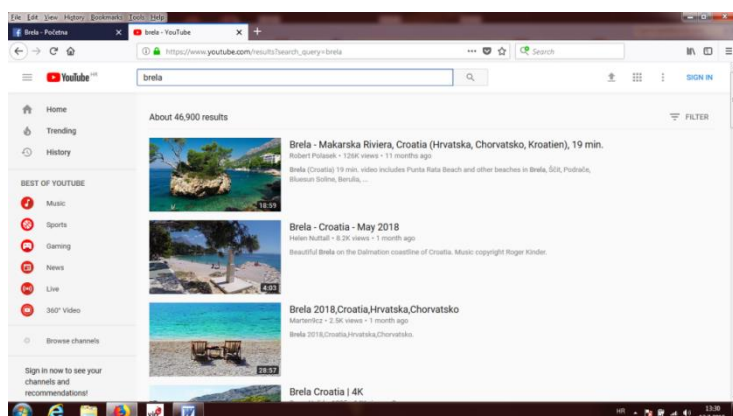 File Edit View History Bookmarks Tools Help
Brela - Početna
brela - YouTube
https://www.youtube.com/results?search_query=brela
Search
YouTube HR
brela
SIGN IN
Home
Trending
History
BEST OF YOUTUBE
Music
Sports
Gaming
News
Live
360° Video
Browse channels
Sign in now to see your
channels and
recommendations!
About 46,900 results
FILTER
Brela - Makarska Riviera, Croatia (Hrvatska, Chorvatsko, Kroatien), 19 min.
Robert Polasek • 126K views • 11 months ago
Brela (Croatia) 19 min. video includes Punta Rata Beach and other beaches in Brela, Šćit, Podrače,
Bluesun Soline, Berulia, ...
18:59
Brela - Croatia - May 2018
Helen Nuttall • 8.2K views • 1 month ago
Beautiful Brela on the Dalmation coastline of Croatia. Music copyright Roger Kinder.
4:03
Brela 2018,Croatia,Hrvatska,Chorvatsko
Marten9cz • 2.5K views • 1 month ago
Brela 2018,Croatia,Hrvatska,Chorvatsko.
28:57
Brela Croatia | 4K
HR
13:30